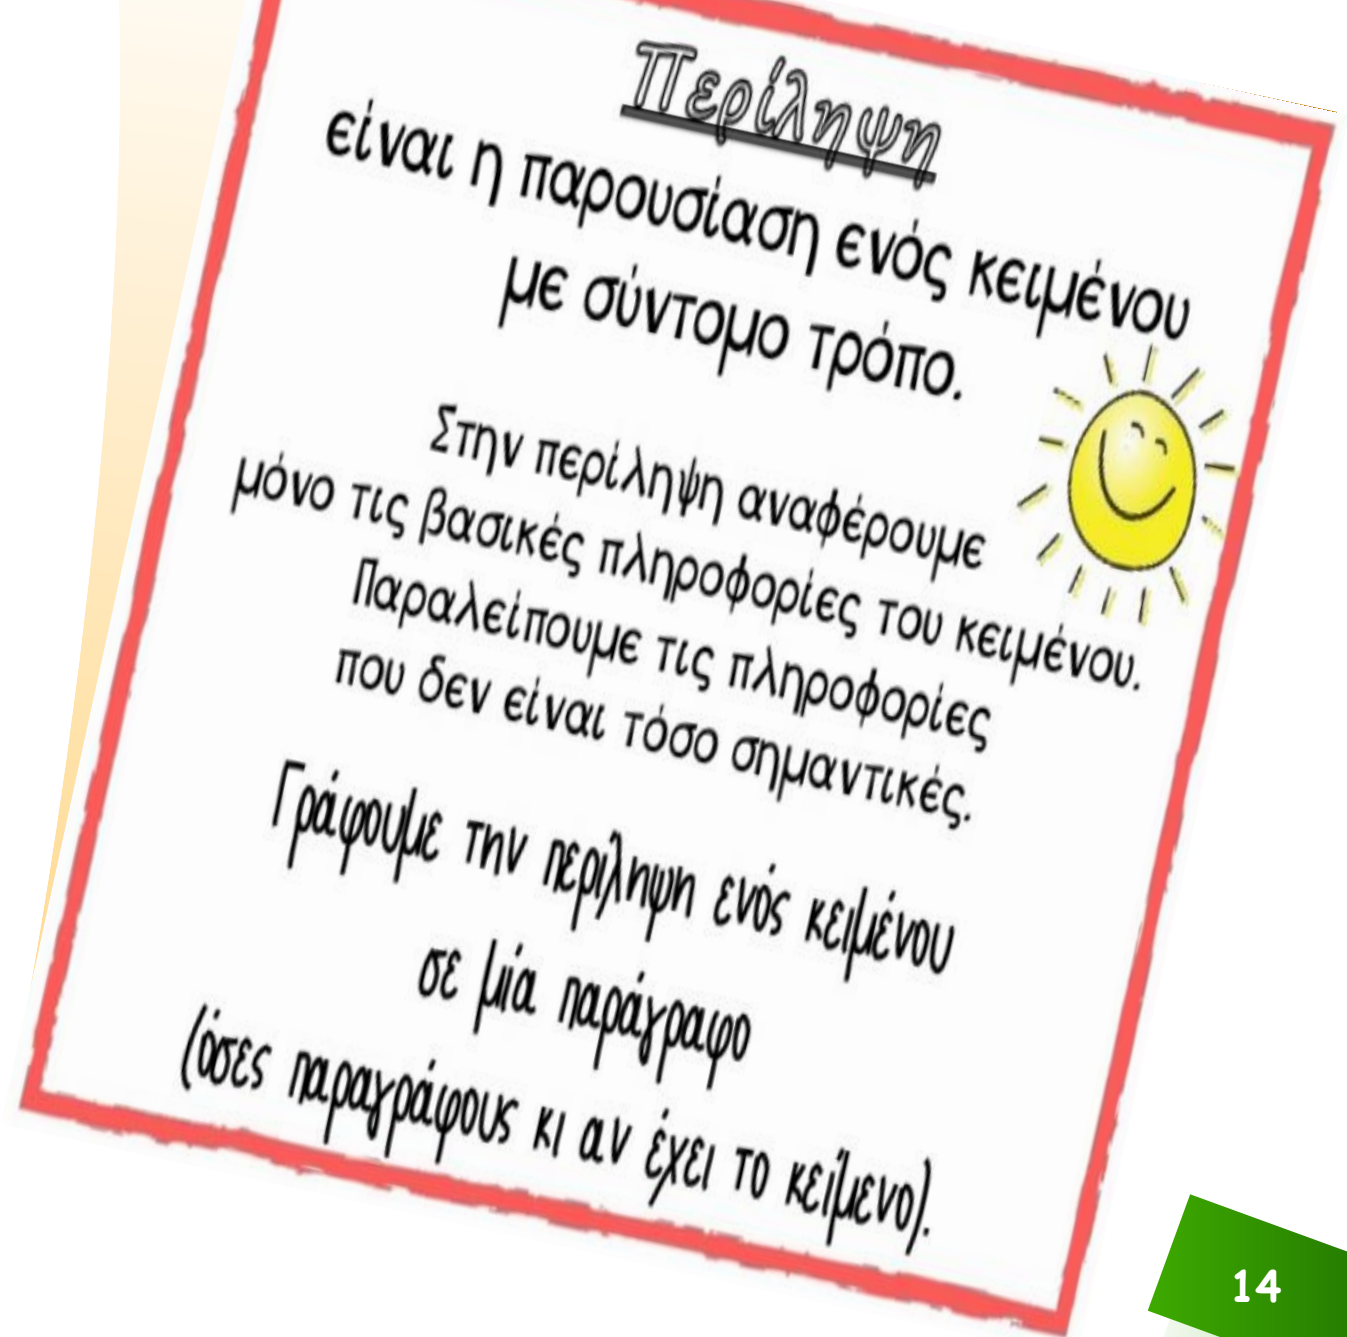 Περίληψη
είναι η παρουσίαση ενός κειμένου
με σύντομο τρόπο.
Στην περίληψη αναφέρουμε
μόνο τις βασικές πληροφορίες του κειμένου.
Παραλείπουμε τις πληροφορίες
που δεν είναι τόσο σημαντικές.
Γράφουμε την περίληψη ενός κειμένου
σε μία παράγραφο
(όσες παραγράφους κι αν έχει το κείμενο).
14